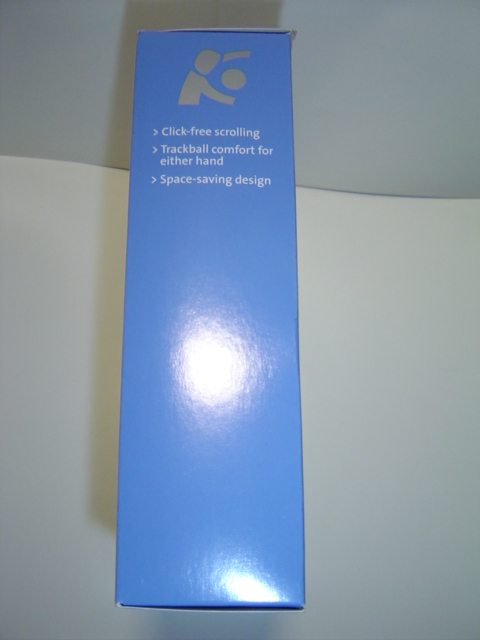 > Click-free scrolling
> Trackball comfort for
either hand
> Space-saving design